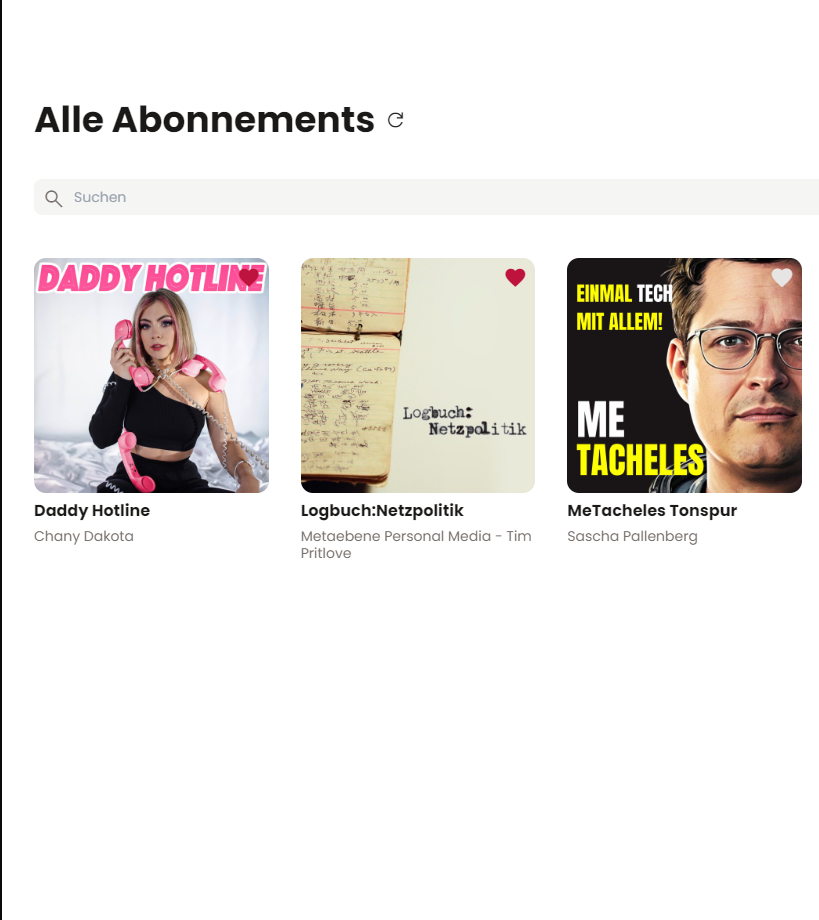 Alle Abonnements
Suchen
DADDY HOTLINE
Logbuch:
Netzpolitik
EINMAL TECH
MIT ALLEM!
ME
TACHELES
Daddy Hotline
Logbuch:Netzpolitik
MeTacheles Tonspur
Chany Dakota
Metaebene Personal Media - Tim
Pritlove
Sascha Pallenberg